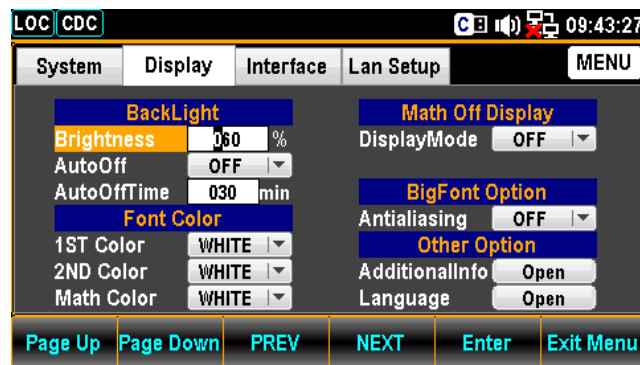 LOC CDC C 09:43:27
System Display Interface Lan Setup MENU
BackLight
Brightness 060 %
AutoOff OFF
AutoOffTime 030 min
Font Color
1ST Color WHITE
2ND Color WHITE
Math Color WHITE
Math Off Display
DisplayMode OFF
BigFont Option
Antialiasing OFF
Other Option
AdditionalInfo Open
Language Open
Page Up Page Down PREV NEXT Enter Exit Menu